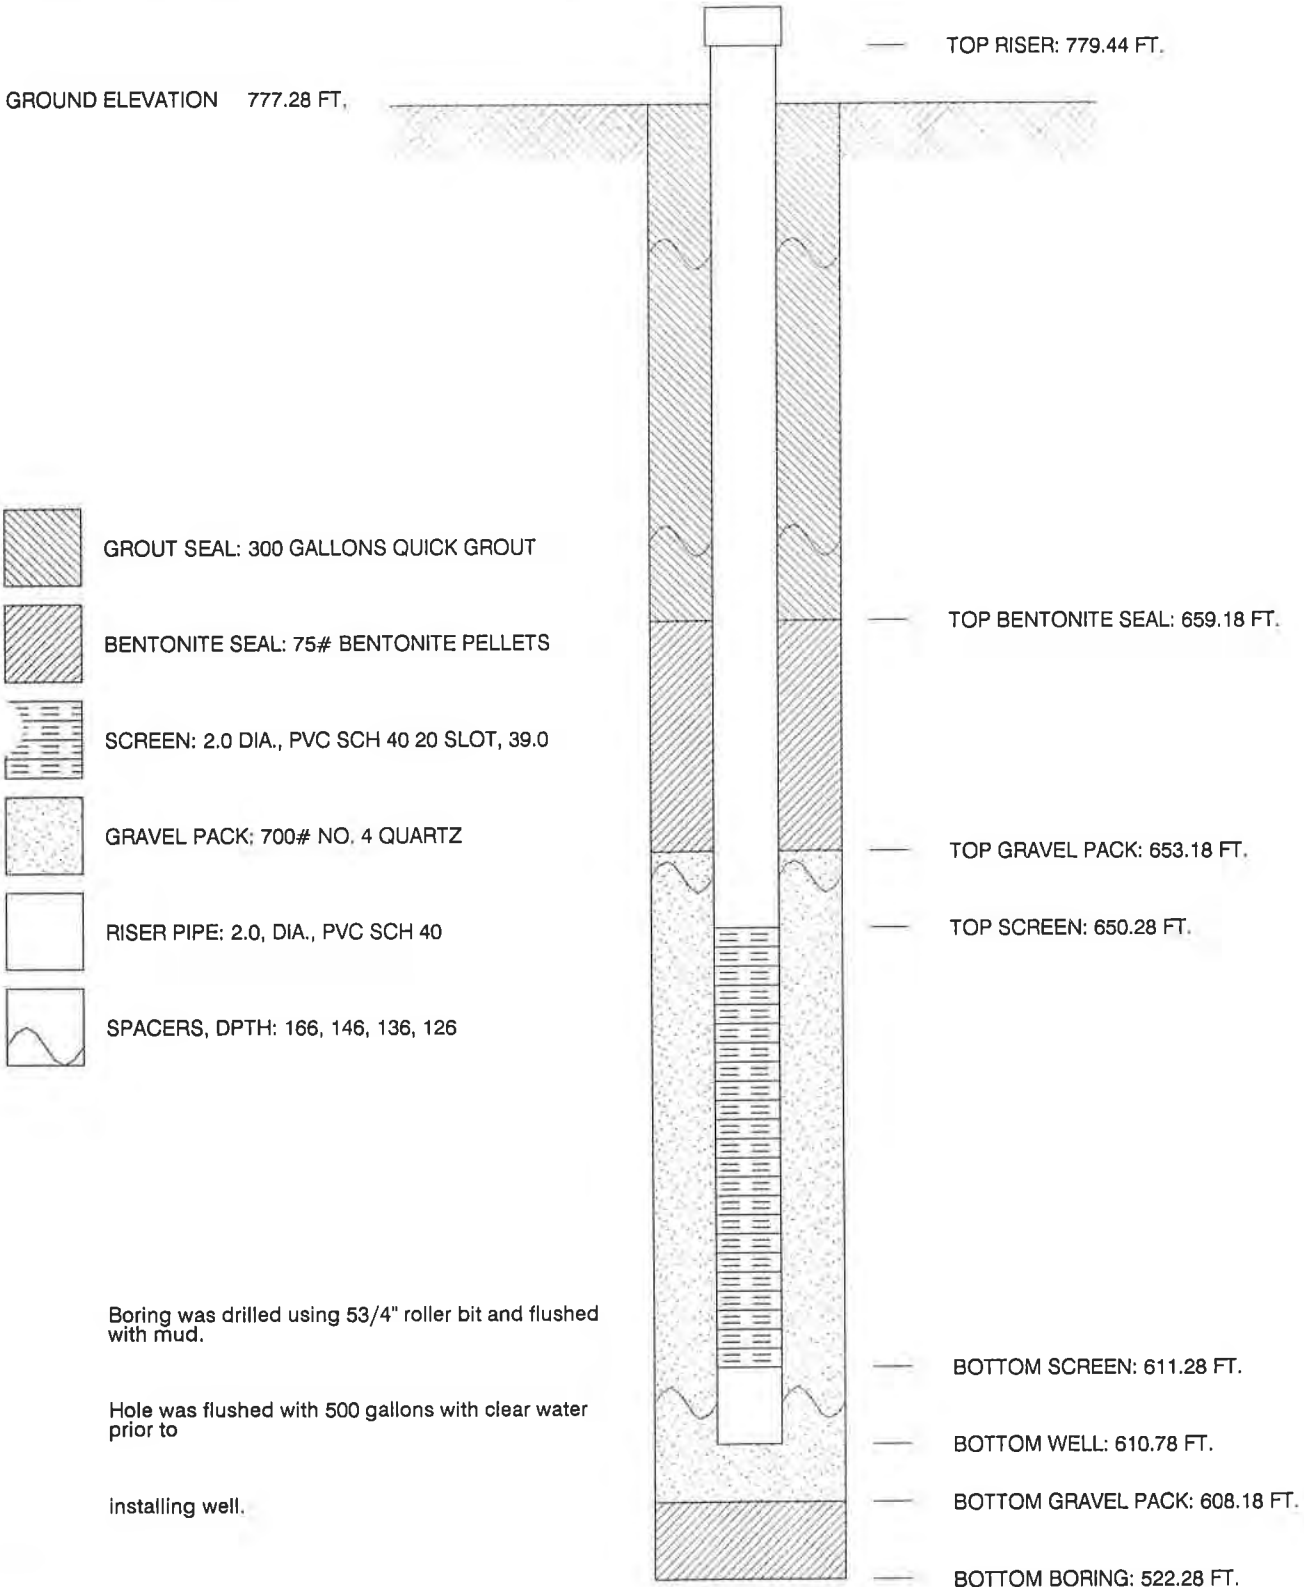 TOP RISER: 779.44 FT.
GROUND ELEVATION 777.28 FT.
GROUT SEAL: 300 GALLONS QUICK GROUT
TOP BENTONITE SEAL: 659.18 FT.
BENTONITE SEAL: 75# BENTONITE PELLETS
SCREEN: 2.0 DIA., PVC SCH 40 20 SLOT, 39.0
GRAVEL PACK: 700# NO. 4 QUARTZ
TOP GRAVEL PACK: 653.18 FT.
RISER PIPE: 2.0, DIA., PVC SCH 40
TOP SCREEN: 650.28 FT.
SPACERS, DPTH: 166, 146, 136, 126
Boring was drilled using 53/4" roller bit and flushed
with mud.
BOTTOM SCREEN: 611.28 FT.
Hole was flushed with 500 gallons with clear water
prior to
BOTTOM WELL: 610.78 FT.
installing well.
BOTTOM GRAVEL PACK: 608.18 FT.
BOTTOM BORING: 522.28 FT.